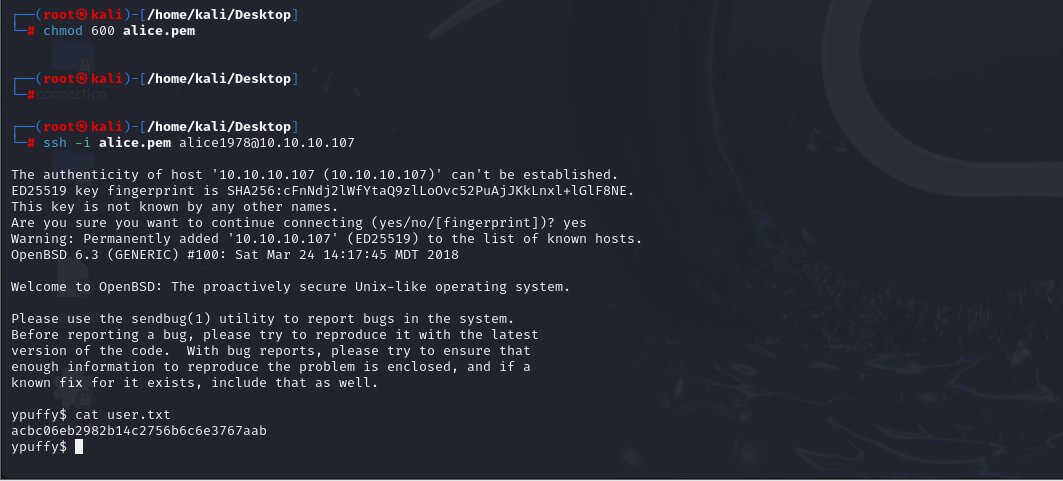 ┌──(root㉿kali)-[/home/kali/Desktop]
└─# chmod 600 alice.pem
┌──(root㉿kali)-[/home/kali/Desktop]
└─#connection
┌──(root㉿kali)-[/home/kali/Desktop]
└─# ssh -i alice.pem alice1978@10.10.10.107
The authenticity of host '10.10.10.107 (10.10.10.107)' can't be established.
ED25519 key fingerprint is SHA256:cFnNdj2lWfYtaQ9zlLoOvc52PuAjJKkLnxl+lGlF8NE.
This key is not known by any other names.
Are you sure you want to continue connecting (yes/no/[fingerprint])? yes
Warning: Permanently added '10.10.10.107' (ED25519) to the list of known hosts.
OpenBSD 6.3 (GENERIC) #100: Sat Mar 24 14:17:45 MDT 2018
Welcome to OpenBSD: The proactively secure Unix-like operating system.
Please use the sendbug(1) utility to report bugs in the system.
Before reporting a bug, please try to reproduce it with the latest
version of the code.  With bug reports, please try to ensure that
enough information to reproduce the problem is enclosed, and if a
known fix for it exists, include that as well.
ypuffy$ cat user.txt
acbc06eb2982b14c2756b6c6e3767aab
ypuffy$